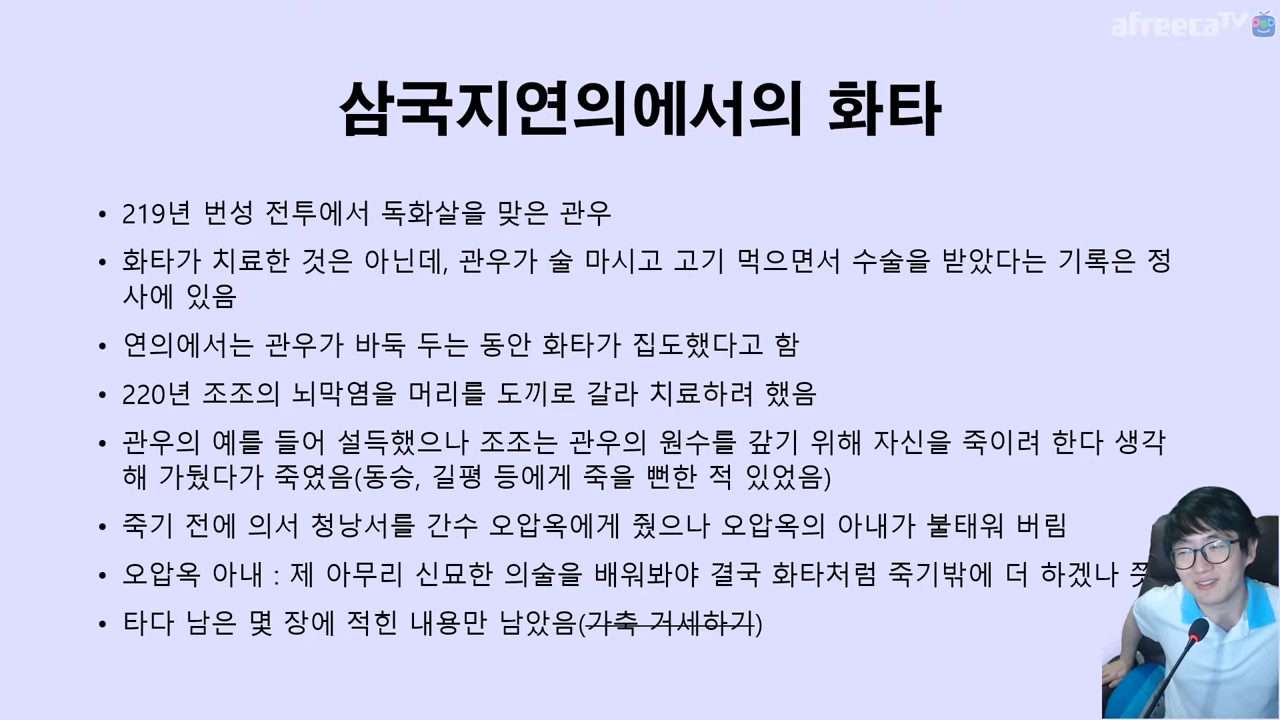 afreecaTV
삼국지연의에서의 화타
• 219년 번성 전투에서 독화살을 맞은 관우
• 화타가 치료한 것은 아닌데, 관우가 술 마시고 고기 먹으면서 수술을 받았다는 기록은 정
사에 있음
• 연의에서는 관우가 바둑 두는 동안 화타가 집도했다고 함
• 220년 조조의 뇌막염을 머리를 도끼로 갈라 치료하려 했음
• 관우의 예를 들어 설득했으나 조조는 관우의 원수를 갚기 위해 자신을 죽이려 한다 생각
해 가뒀다가 죽였음(동승, 길평 등에게 죽을 뻔한 적 있었음)
• 죽기 전에 의서 청낭서를 간수 오압옥에게 줬으나 오압옥의 아내가 불태워 버림
• 오압옥 아내 : 제 아무리 신묘한 의술을 배워봐야 결국 화타처럼 죽기밖에 더 하겠나
• 타다 남은 몇 장에 적힌 내용만 남았음(가축 거세하기)